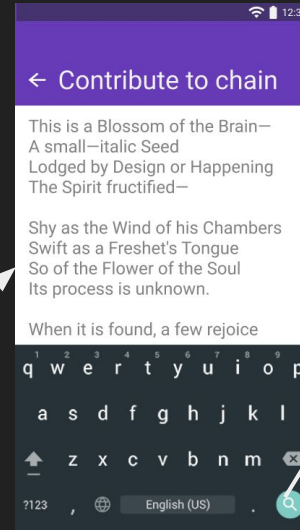 12:3
← Contribute to chain
This is a Blossom of the Brain—
A small—italic Seed
Lodged by Design or Happening
The Spirit fructified—
Shy as the Wind of his Chambers
Swift as a Freshet's Tongue
So of the Flower of the Soul
Its process is unknown.
When it is found, a few rejoice
1 2 3 4 5 6 7 8 9
q w e r t y u i o p
a s d f g h j k l
z x c v b n m
?123 , English (US) .